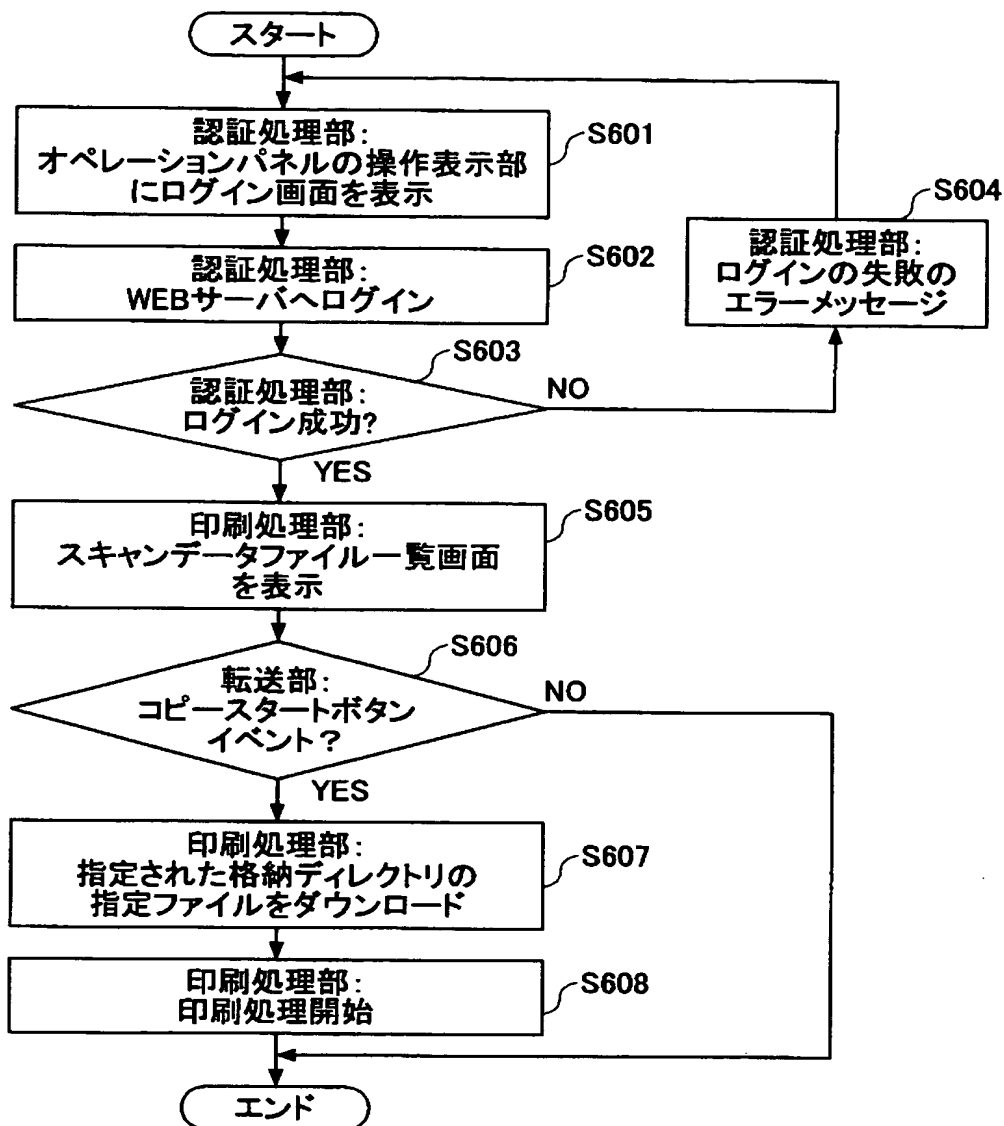 スタート
認証処理部:
オペレーションパネルの操作表示部
にログイン画面を表示
S601
認証処理部:
WEBサーバへログイン
S602
認証処理部:
ログイン成功?
S603
NO
YES
認証処理部:
ログインの失敗の
エラーメッセージ
S604
印刷処理部:
スキャンデータファイル一覧画面
を表示
S605
転送部:
コピースタートボタン
イベント?
S606
NO
YES
印刷処理部:
指定された格納ディレクトリの
指定ファイルをダウンロード
S607
印刷処理部:
印刷処理開始
S608
エンド